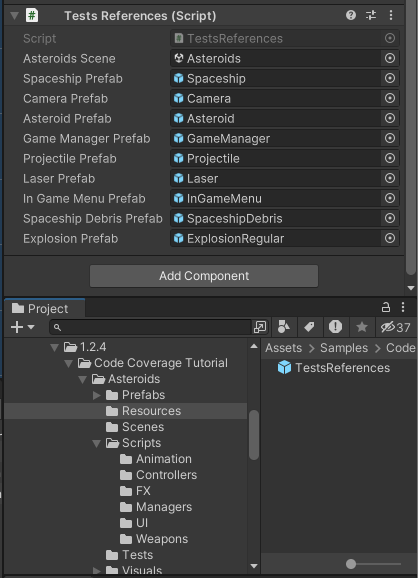 Tests References (Script)
Script TestsReferences
Asteroids Scene Asteroids
Spaceship Prefab Spaceship
Camera Prefab Camera
Asteroid Prefab Asteroid
Game Manager Prefab GameManager
Projectile Prefab Projectile
Laser Prefab Laser
In Game Menu Prefab InGameMenu
Spaceship Debris Prefab SpaceshipDebris
Explosion Prefab ExplosionRegular
Add Component
Project
37
1.2.4
Code Coverage Tutorial
Asteroids
Prefabs
Resources
Scenes
Scripts
Animation
Controllers
FX
Managers
UI
Weapons
Tests
Visuals
Assets > Samples > Code
TestsReferences